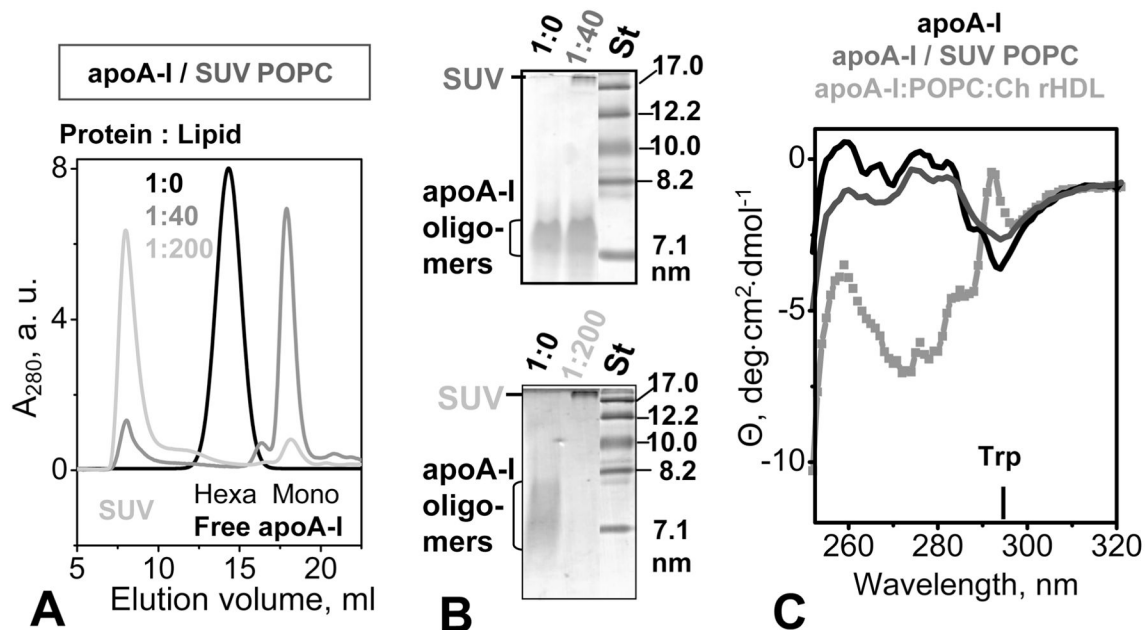 apoA-I / SUV POPC
Protein : Lipid
1:0
1:40
1:200
8
4
0
A280, a. u.
SUV
Hexa Mono
Free apoA-I
5 10 15 20
Elution volume, ml
A
B
1:0 1:40 St
SUV
17.0
12.2
10.0
8.2
7.1
nm
apoA-I
oligo-
mers
1:0 1:200 St
SUV
17.0
12.2
10.0
8.2
7.1
nm
apoA-I
oligo-
mers
apoA-I
apoA-I / SUV POPC
apoA-I:POPC:Ch rHDL
0
-5
-10
Θ, deg·cm²·dmol⁻¹
Trp
260 280 300 320
Wavelength, nm
C